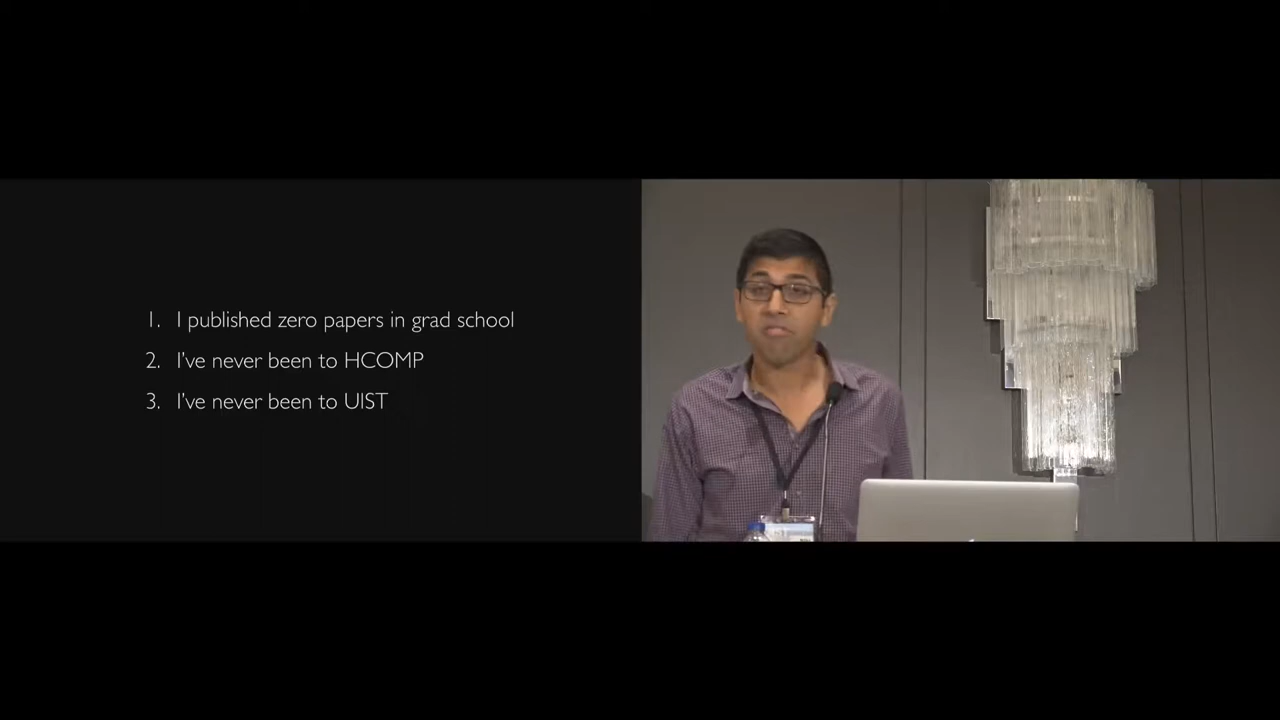 1. I published zero papers in grad school
2. I've never been to HCOMP
3. I've never been to UIST